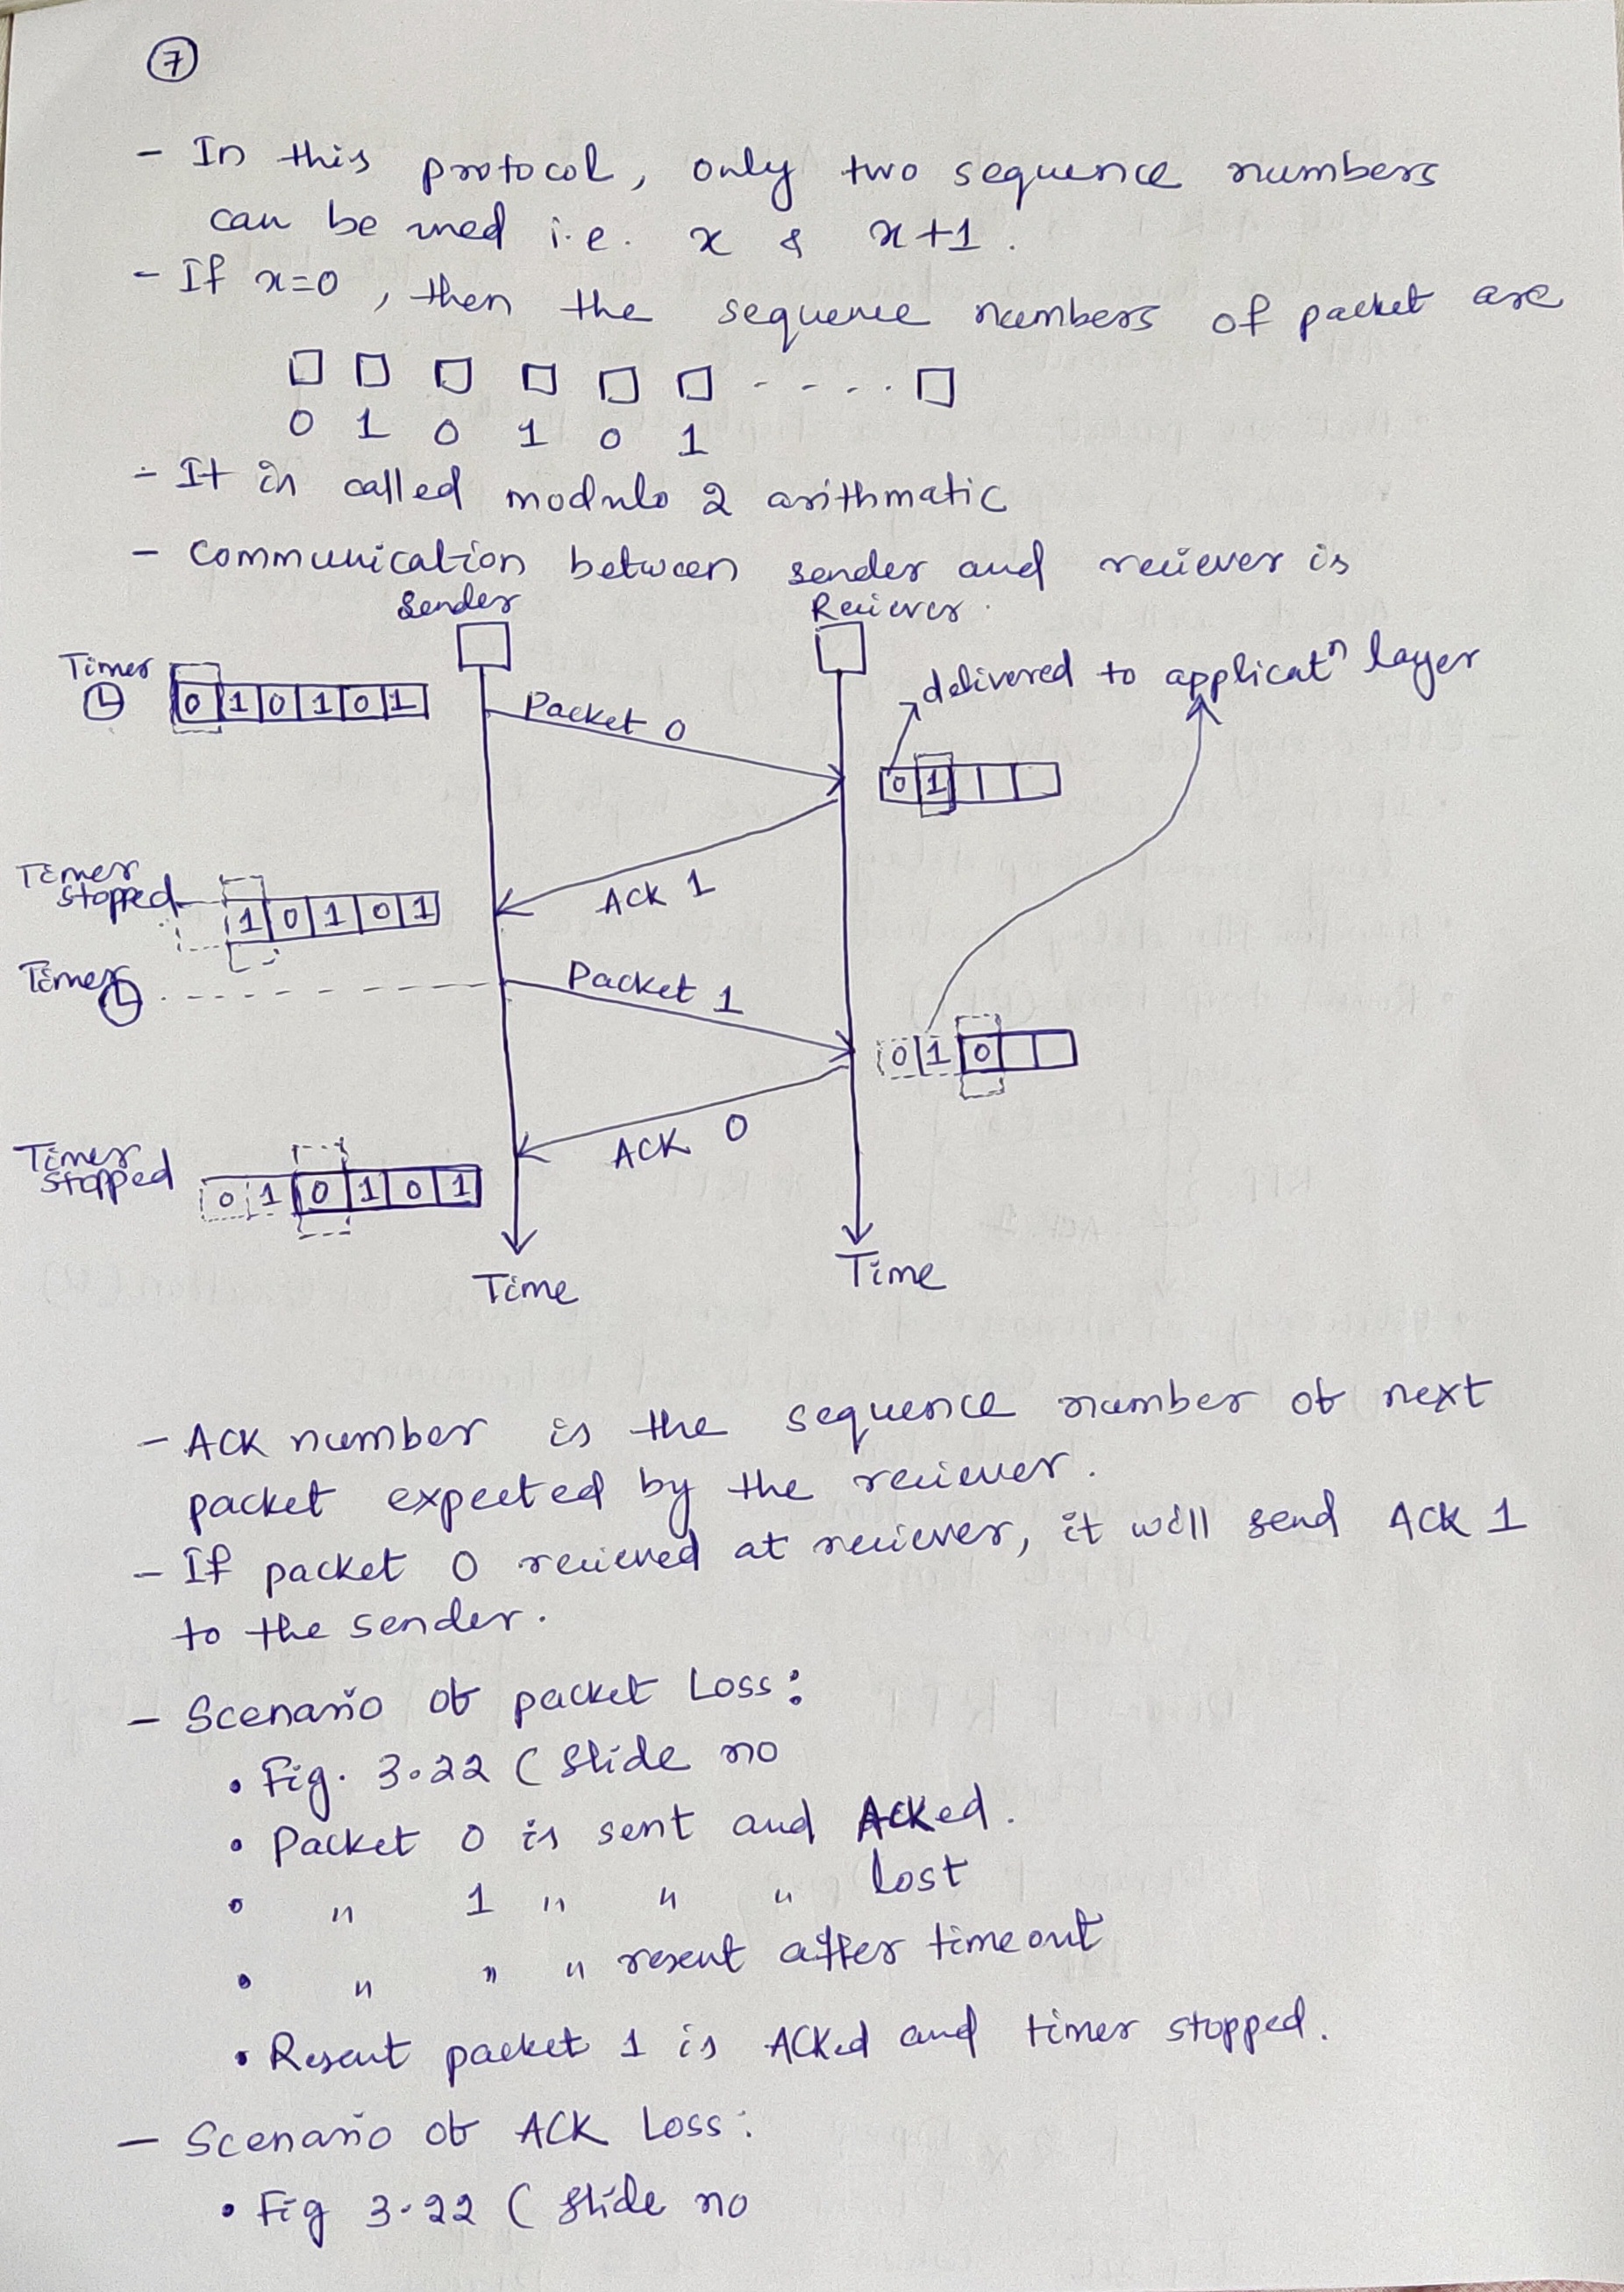 7
- In this protocol, only two sequence numbers
can be used i.e. x & x+1.
- If x=0, then the sequence numbers of packet are
0 1 0 1 0 1
- It is called modulo 2 arithmatic
- Communication between sender and reciever is
Sender Reciever.
Timer
0 1 0 1 0 1
Packet 0
delivered to applicatⁿ layer
0 1
Timer
stopped
1 0 1 0 1
ACK 1
Timer
Packet 1
0 1 0
ACK 0
Timer
stopped
0 1 0 1 0 1
Time Time
- ACK number is the sequence number of next
packet expected by the reciever.
- If packet 0 recieved at reciever, it will send ACK 1
to the sender.
- Scenario of packet Loss:
• Fig. 3.22 ( Slide no
• Packet 0 is sent and ACKed.
• " 1 " " " lost
• " " " resent after timeout
• Resent packet 1 is ACKed and timer stopped.
- Scenario of ACK Loss:
• Fig 3.22 ( Slide no